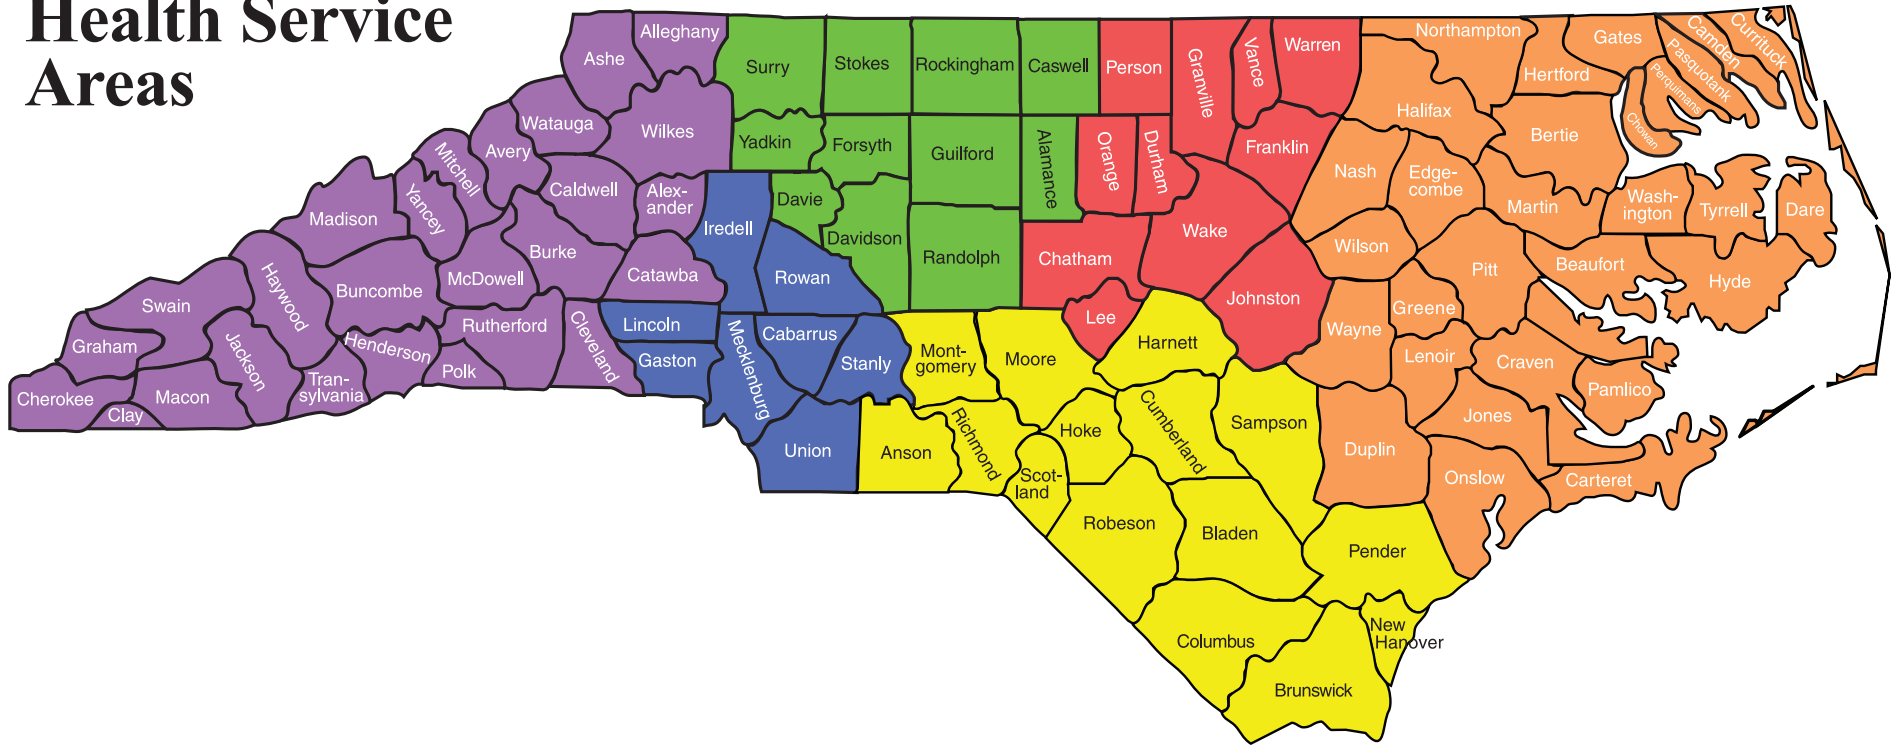 Health Service
Areas
Ashe
Alleghany
Surry
Stokes
Rockingham
Caswell
Person
Granville
Vance
Warren
Northampton
Gates
Camden
Currituck
Pasquotank
Perquimans
Chowan
Hertford
Halifax
Bertie
Watauga
Wilkes
Yadkin
Forsyth
Guilford
Alamance
Orange
Durham
Franklin
Nash
Edge-
combe
Martin
Wash-
ington
Tyrrell
Dare
Mitchell
Avery
Caldwell
Alex-
ander
Iredell
Davie
Davidson
Randolph
Chatham
Wake
Wilson
Pitt
Beaufort
Hyde
Madison
Yancey
Burke
McDowell
Catawba
Rowan
Johnston
Greene
Wayne
Lenoir
Craven
Pamlico
Swain
Haywood
Buncombe
Rutherford
Cleveland
Lincoln
Gaston
Mecklenburg
Cabarrus
Stanly
Mont-
gomery
Moore
Lee
Harnett
Graham
Jackson
Henderson
Polk
Tran-
sylvania
Cherokee
Clay
Macon
Union
Anson
Richmond
Scot-
land
Hoke
Cumberland
Sampson
Duplin
Jones
Onslow
Carteret
Robeson
Bladen
Pender
Columbus
New
Hanover
Brunswick